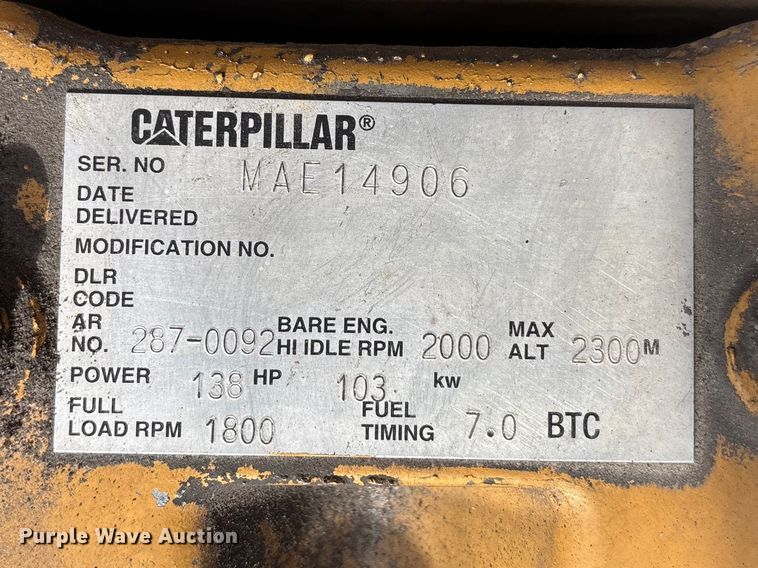 CATERPILLAR®
SER. NO MAE14906
DATE
DELIVERED
MODIFICATION NO.
DLR
CODE
AR NO. 287-0092 BARE ENG. HI IDLE RPM 2000 MAX ALT 2300 M
POWER 138 HP 103 kw
FULL LOAD RPM 1800 FUEL TIMING 7.0 BTC
Purple Wave Auction